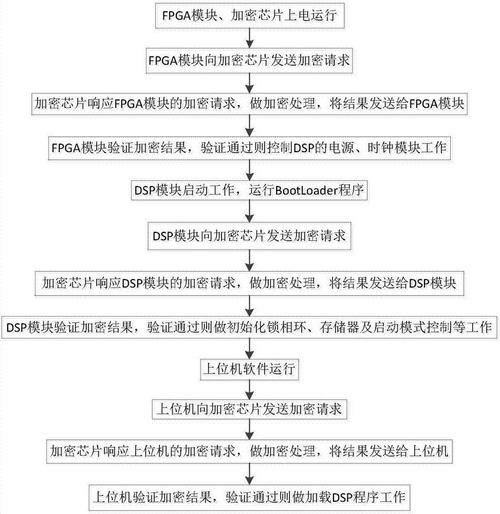 FPGA模块、加密芯片上电运行
FPGA模块向加密芯片发送加密请求
加密芯片响应FPGA模块的加密请求，做加密处理，将结果发送给FPGA模块
FPGA模块验证加密结果，验证通过则控制DSP的电源、时钟模块工作
DSP模块启动工作，运行BootLoader程序
DSP模块向加密芯片发送加密请求
加密芯片响应DSP模块的加密请求，做加密处理，将结果发送给DSP模块
DSP模块验证加密结果，验证通过则做初始化锁相环、存储器及启动模式控制等工作
上位机软件运行
上位机向加密芯片发送加密请求
加密芯片响应上位机的加密请求，做加密处理，将结果发送给上位机
上位机验证加密结果，验证通过则做加载DSP程序工作